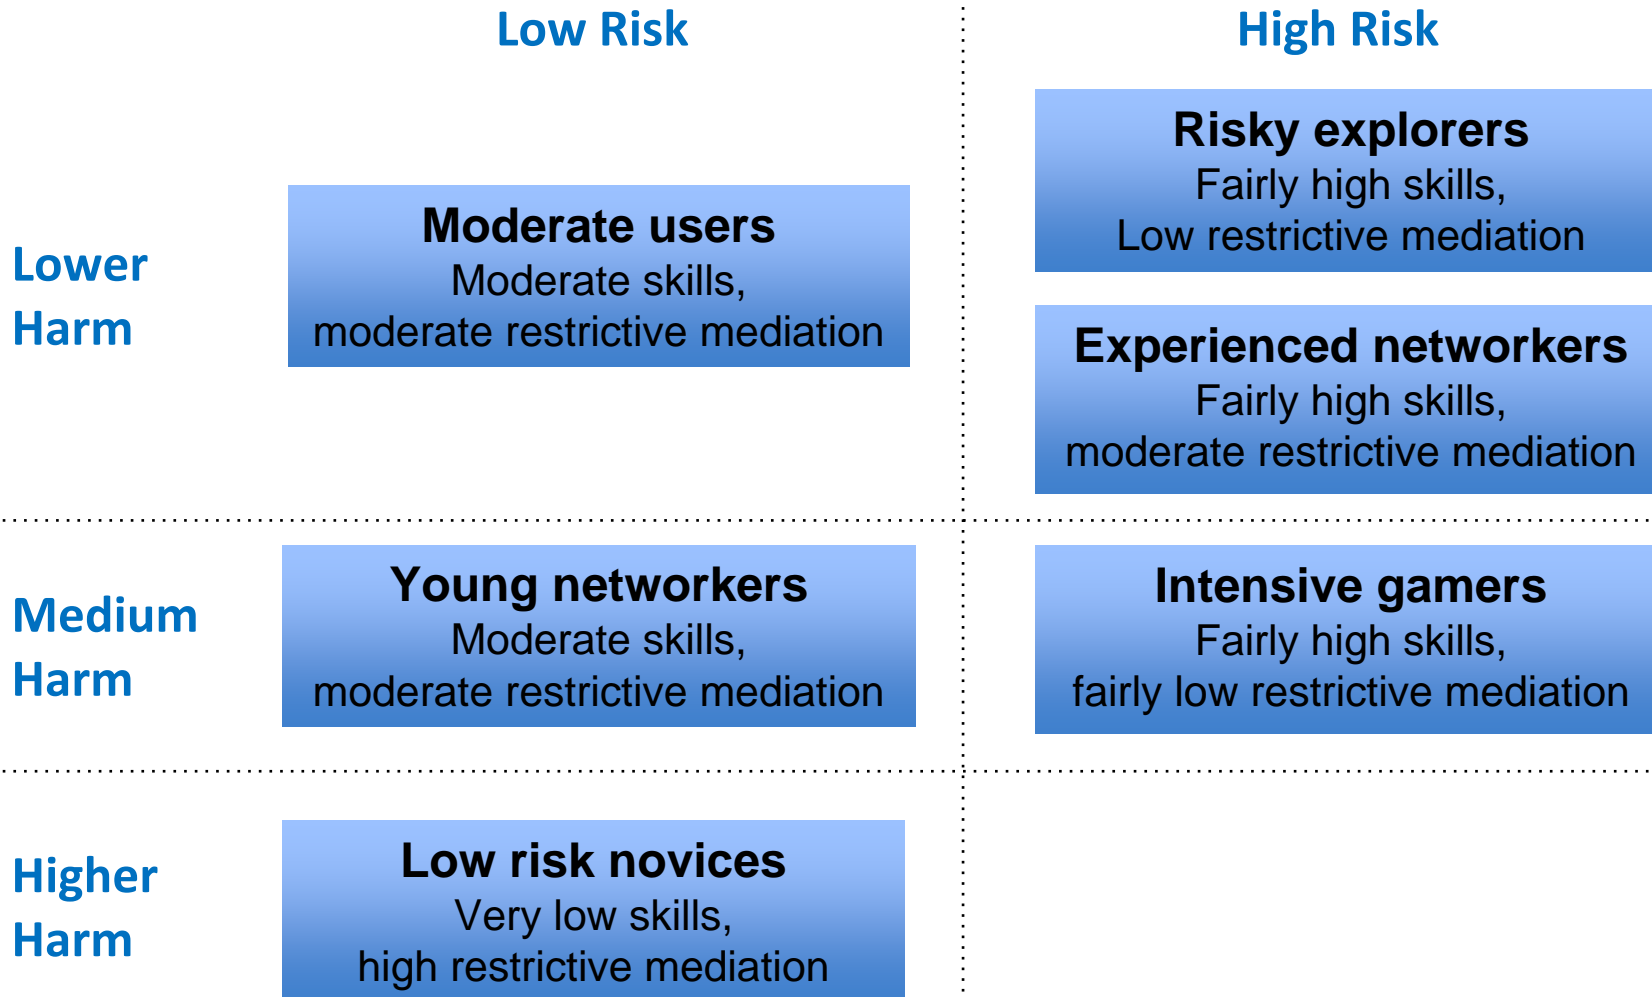 Low Risk
High Risk
Lower
Harm
Moderate users
Moderate skills,
moderate restrictive mediation
Risky explorers
Fairly high skills,
Low restrictive mediation
Experienced networkers
Fairly high skills,
moderate restrictive mediation
Medium
Harm
Young networkers
Moderate skills,
moderate restrictive mediation
Intensive gamers
Fairly high skills,
fairly low restrictive mediation
Higher
Harm
Low risk novices
Very low skills,
high restrictive mediation